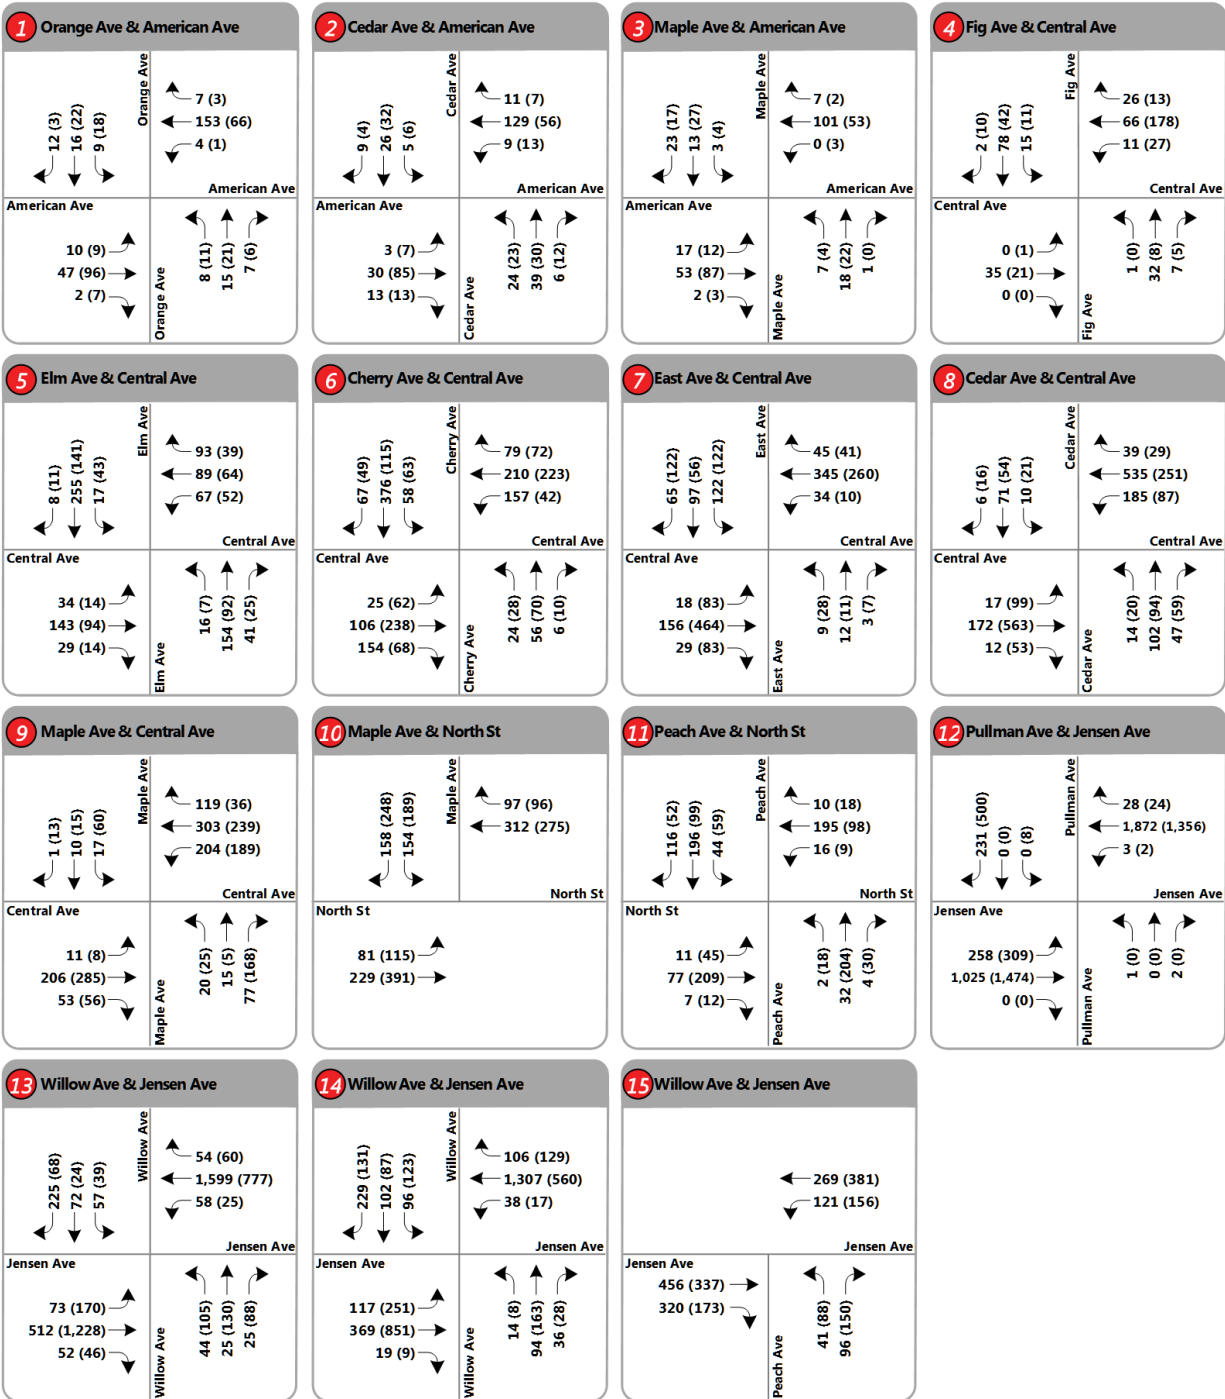 1 Orange Ave & American Ave
12 (3)
16 (22)
9 (18)
Orange Ave
7 (3)
153 (66)
4 (1)
American Ave
American Ave
10 (9)
47 (96)
2 (7)
Orange Ave
8 (11)
15 (21)
7 (6)
2 Cedar Ave & American Ave
9 (4)
26 (32)
5 (6)
Cedar Ave
11 (7)
129 (56)
9 (13)
American Ave
American Ave
3 (7)
30 (85)
13 (13)
Cedar Ave
24 (23)
39 (30)
6 (12)
3 Maple Ave & American Ave
23 (17)
13 (27)
3 (4)
Maple Ave
7 (2)
101 (53)
0 (3)
American Ave
American Ave
17 (12)
53 (87)
2 (3)
Maple Ave
7 (4)
18 (22)
1 (0)
4 Fig Ave & Central Ave
2 (10)
78 (42)
15 (11)
Fig Ave
26 (13)
66 (178)
11 (27)
Central Ave
Central Ave
0 (1)
35 (21)
0 (0)
Fig Ave
1 (0)
32 (8)
7 (5)
5 Elm Ave & Central Ave
8 (11)
255 (141)
17 (43)
Elm Ave
93 (39)
89 (64)
67 (52)
Central Ave
Central Ave
34 (14)
143 (94)
29 (14)
Elm Ave
16 (7)
154 (92)
41 (25)
6 Cherry Ave & Central Ave
67 (49)
376 (115)
58 (63)
Cherry Ave
79 (72)
210 (223)
157 (42)
Central Ave
Central Ave
25 (62)
106 (238)
154 (68)
Cherry Ave
24 (28)
56 (70)
6 (10)
7 East Ave & Central Ave
65 (122)
97 (56)
122 (122)
East Ave
45 (41)
345 (260)
34 (10)
Central Ave
Central Ave
18 (83)
156 (464)
29 (83)
East Ave
9 (28)
12 (11)
3 (7)
8 Cedar Ave & Central Ave
6 (16)
71 (54)
10 (21)
Cedar Ave
39 (29)
535 (251)
185 (87)
Central Ave
Central Ave
17 (99)
172 (563)
12 (53)
Cedar Ave
14 (20)
102 (94)
47 (59)
9 Maple Ave & Central Ave
1 (13)
10 (15)
17 (60)
Maple Ave
119 (36)
303 (239)
204 (189)
Central Ave
Central Ave
11 (8)
206 (285)
53 (56)
Maple Ave
20 (25)
15 (5)
77 (168)
10 Maple Ave & North St
158 (248)
154 (189)
Maple Ave
97 (96)
312 (275)
North St
North St
81 (115)
229 (391)
11 Peach Ave & North St
116 (52)
196 (99)
44 (59)
Peach Ave
10 (18)
195 (98)
16 (9)
North St
North St
11 (45)
77 (209)
7 (12)
Peach Ave
2 (18)
32 (204)
4 (30)
12 Pullman Ave & Jensen Ave
231 (500)
0 (0)
0 (8)
Pullman Ave
28 (24)
1,872 (1,356)
3 (2)
Jensen Ave
Jensen Ave
258 (309)
1,025 (1,474)
0 (0)
Pullman Ave
1 (0)
0 (0)
2 (0)
13 Willow Ave & Jensen Ave
225 (68)
72 (24)
57 (39)
Willow Ave
54 (60)
1,599 (777)
58 (25)
Jensen Ave
Jensen Ave
73 (170)
512 (1,228)
52 (46)
Willow Ave
44 (105)
25 (130)
25 (88)
14 Willow Ave & Jensen Ave
229 (131)
102 (87)
96 (123)
Willow Ave
106 (129)
1,307 (560)
38 (17)
Jensen Ave
Jensen Ave
117 (251)
369 (851)
19 (9)
Willow Ave
14 (8)
94 (163)
36 (28)
15 Willow Ave & Jensen Ave
269 (381)
121 (156)
Jensen Ave
Jensen Ave
456 (337)
320 (173)
Peach Ave
41 (88)
96 (150)